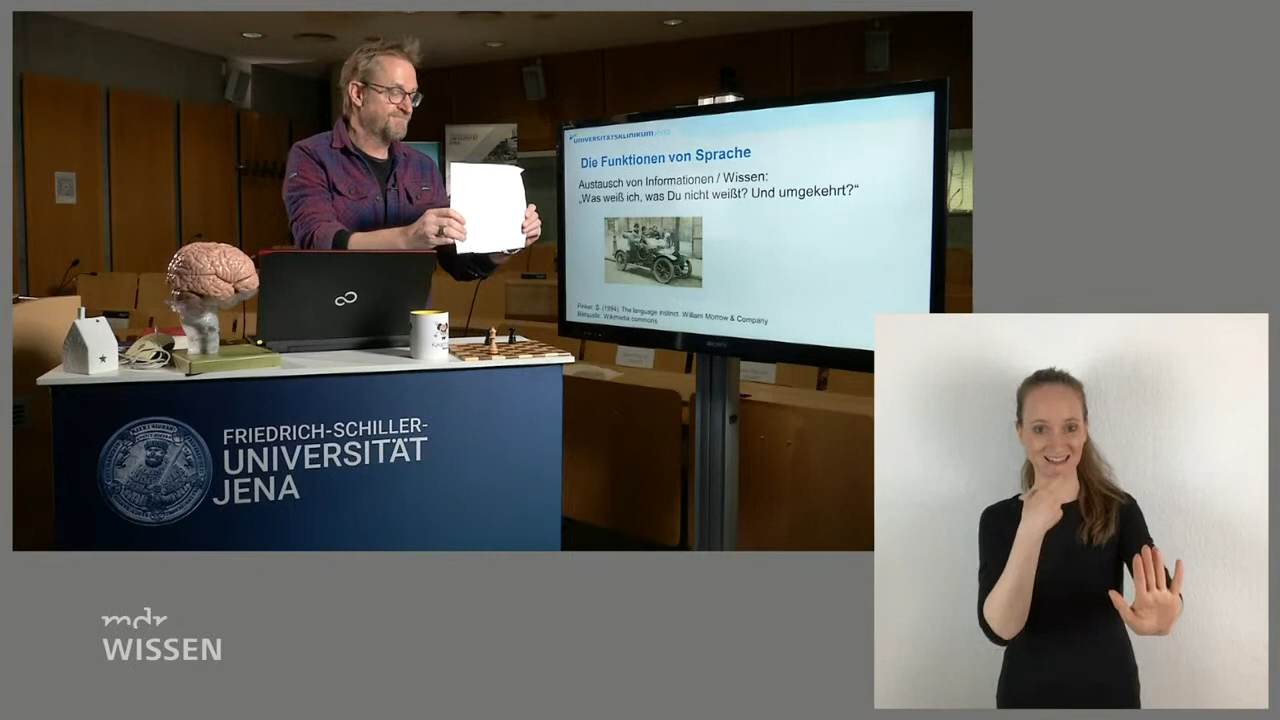 UNIVERSITÄTSKLINIKUM jena
Die Funktionen von Sprache
Austausch von Informationen / Wissen:
„Was weiß ich, was Du nicht weißt? Und umgekehrt?“
Pinker, S. (1994). The language instinct. William Morrow & Company
Bildquelle: Wikimedia commons
FRIEDRICH-SCHILLER-
UNIVERSITÄT
JENA
mdr
WISSEN